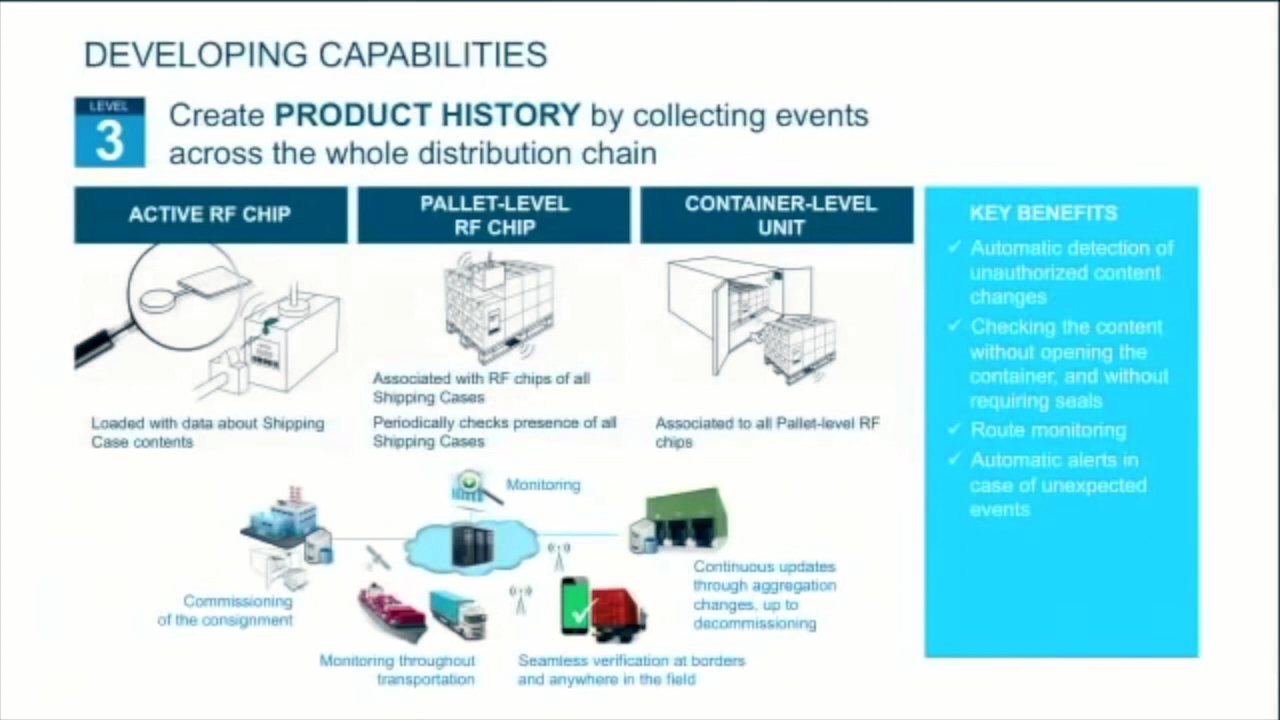 DEVELOPING CAPABILITIES
LEVEL
3
Create PRODUCT HISTORY by collecting events
across the whole distribution chain
ACTIVE RF CHIP
PALLET-LEVEL
RF CHIP
CONTAINER-LEVEL
UNIT
KEY BENEFITS
✓ Automatic detection of
unauthorized content
changes
✓ Checking the content
without opening the
container, and without
requiring seals
✓ Route monitoring
✓ Automatic alerts in
case of unexpected
events
Loaded with data about Shipping
Case contents
Associated with RF chips of all
Shipping Cases
Periodically checks presence of all
Shipping Cases
Associated to all Pallet-level RF
chips
Monitoring
Commissioning
of the consignment
Monitoring throughout
transportation
Seamless verification at borders
and anywhere in the field
Continuous updates
through aggregation
changes, up to
decommissioning